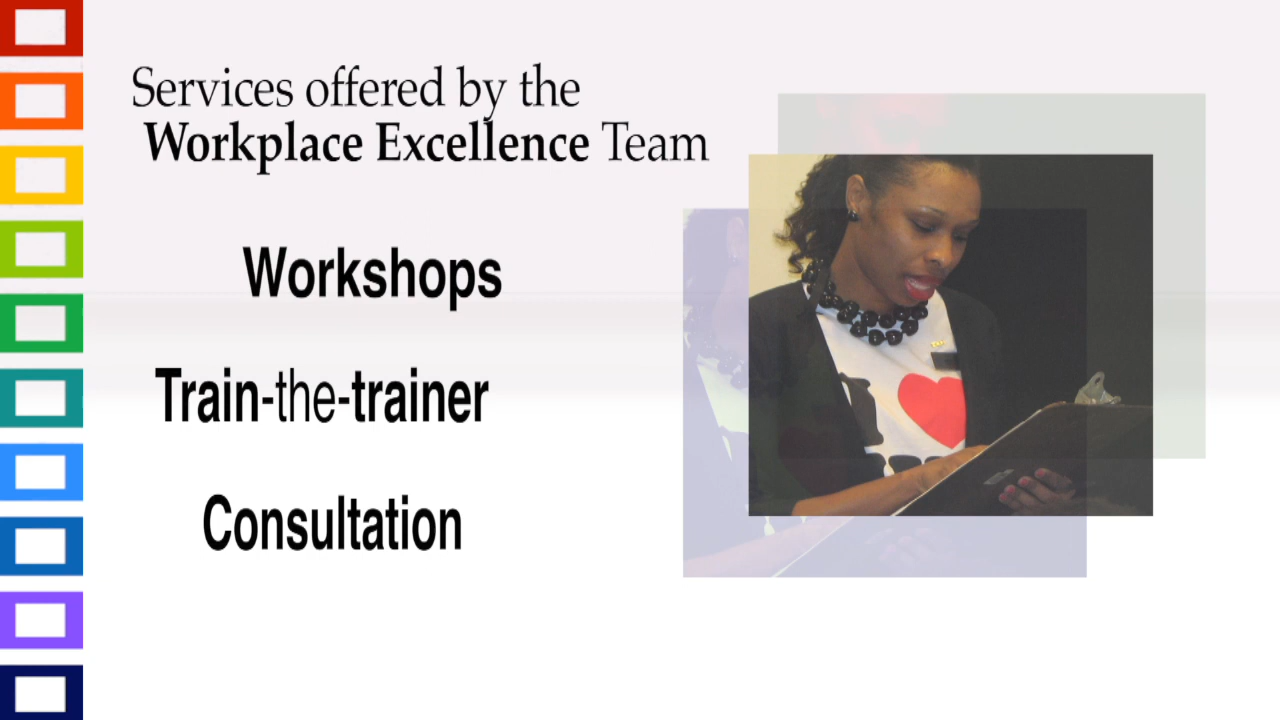 Services offered by the
Workplace Excellence Team
Workshops
Train-the-trainer
Consultation